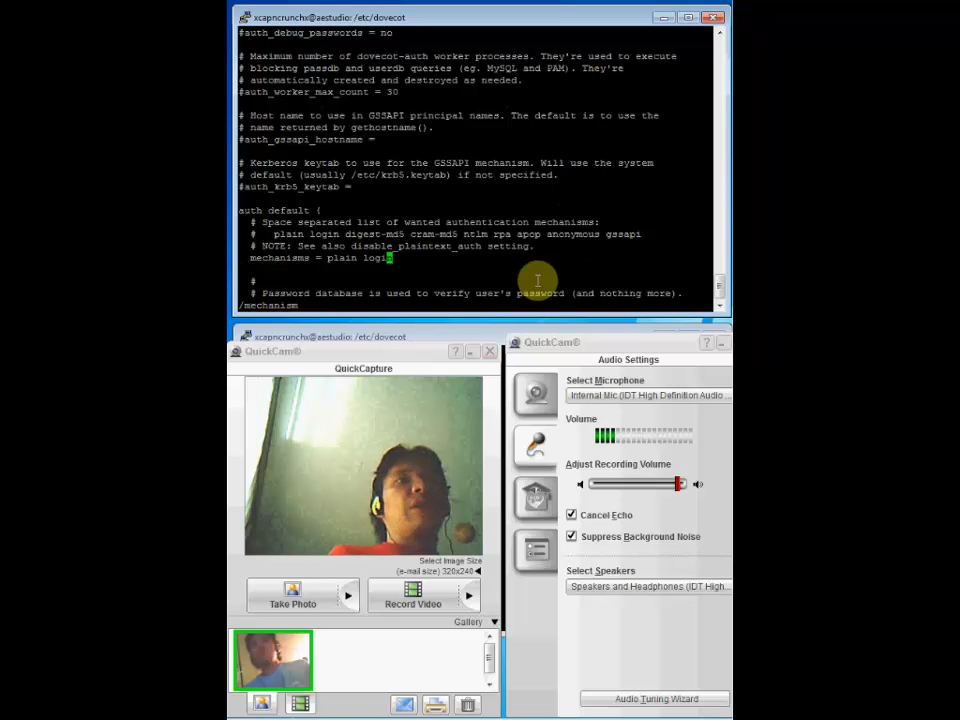 xcapncrunchx@aestudio: /etc/dovecot
#auth_debug_passwords = no
# Maximum number of dovecot-auth worker processes. They're used to execute
# blocking passdb and userdb queries (eg. MySQL and PAM). They're
# automatically created and destroyed as needed.
#auth_worker_max_count = 30
# Host name to use in GSSAPI principal names. The default is to use the
# name returned by gethostname().
#auth_gssapi_hostname =
# Kerberos keytab to use for the GSSAPI mechanism. Will use the system
# default (usually /etc/krb5.keytab) if not specified.
#auth_krb5_keytab =
auth default {
# Space separated list of wanted authentication mechanisms:
#   plain login digest-md5 cram-md5 ntlm rpa apop anonymous gssapi
# NOTE: See also disable_plaintext_auth setting.
mechanisms = plain login
#
# Password database is used to verify user's password (and nothing more).
/mechanism
xcapncrunchx@aestudio: /etc/dovecot
QuickCam®
QuickCapture
Select Image Size
(e-mail size) 320x240
Take Photo
Record Video
Gallery
QuickCam®
Audio Settings
Select Microphone
Internal Mic (IDT High Definition Audio ...
Volume
Adjust Recording Volume
Cancel Echo
Suppress Background Noise
Select Speakers
Speakers and Headphones (IDT High...
Audio Tuning Wizard